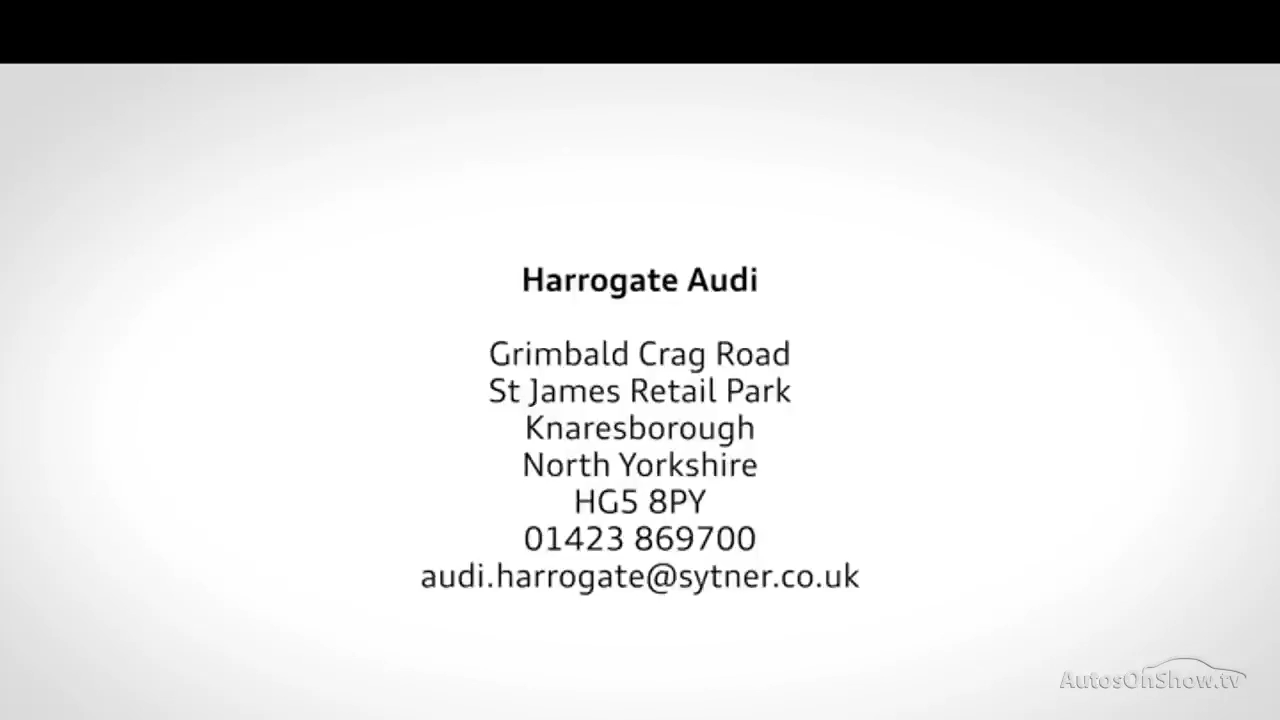 Harrogate Audi
Grimbald Crag Road
St James Retail Park
Knaresborough
North Yorkshire
HG5 8PY
01423 869700
audi.harrogate@sytner.co.uk
AutosOnShow.tv